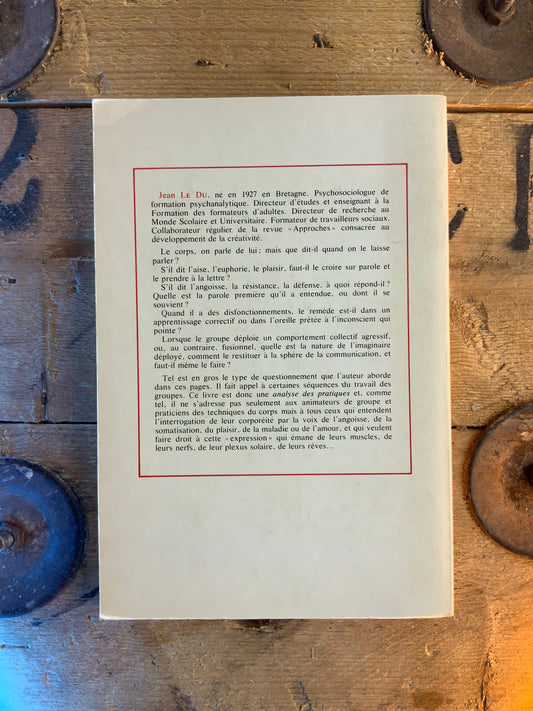 Jean LE DU, né en 1927 en Bretagne. Psychosociologue de
formation psychanalytique. Directeur d'études et enseignant à la
Formation des formateurs d'adultes. Directeur de recherche au
Monde Scolaire et Universitaire. Formateur de travailleurs sociaux.
Collaborateur régulier de la revue «Approches» consacrée au
développement de la créativité.
Le corps, on parle de lui; mais que dit-il quand on le laisse
parler?
S'il dit l'aise, l'euphorie, le plaisir, faut-il le croire sur parole et
le prendre à la lettre?
S'il dit l'angoisse, la résistance, la défense, à quoi répond-il?
Quelle est la parole première qu'il a entendue, ou dont il se
souvient?
Quand il a des disfonctionnements, le remède est-il dans un
apprentissage correctif ou dans l'oreille prêtée à l'inconscient qui
pointe?
Lorsque le groupe déploie un comportement collectif agressif,
ou, au contraire, fusionnel, quelle est la nature de l'imaginaire
déployé, comment le restituer à la sphère de la communication, et
faut-il même le faire?
Tel est en gros le type de questionnement que l'auteur aborde
dans ces pages. Il fait appel à certaines séquences du travail des
groupes. Ce livre est donc une analyse des pratiques et, comme
tel, il ne s'adresse pas seulement aux animateurs de groupe et
praticiens des techniques du corps mais à tous ceux qui entendent
l'interrogation de leur corporéité par la voix de l'angoisse, de la
somatisation, du plaisir, de la maladie ou de l'amour, et qui veulent
faire droit à cette «expression» qui émane de leurs muscles, de
leurs nerfs, de leur plexus solaire, de leurs rêves...